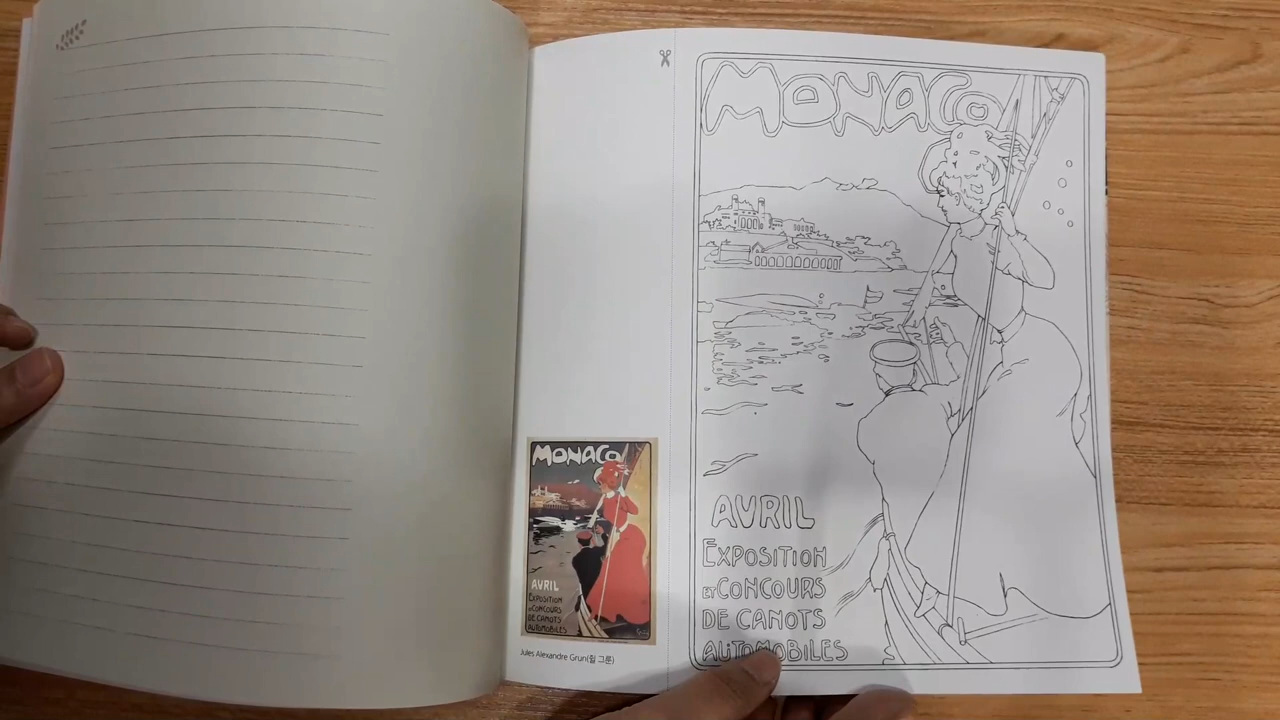 MONACO
AVRIL
EXPOSITION
ET CONCOURS
DE CANOTS
AUTOMOBILES
MONACO
AVRIL
EXPOSITION
ET CONCOURS
DE CANOTS
AUTOMOBILES
Jules Alexandre Grun(쥘 그륀)